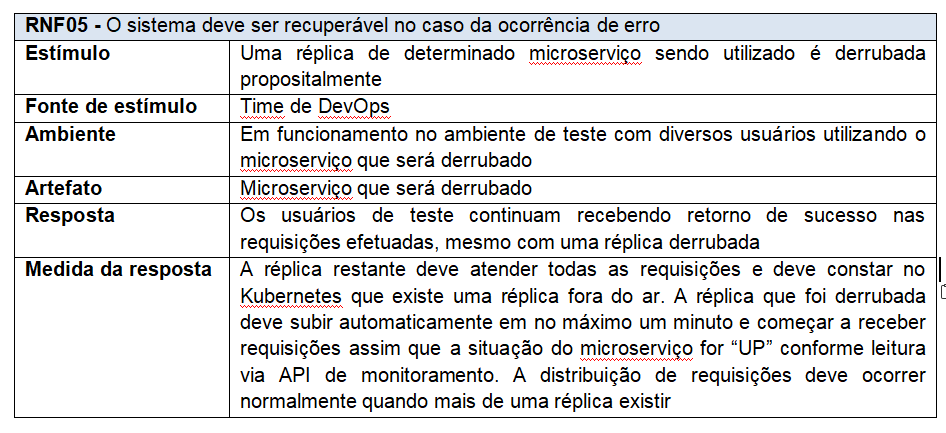 RNF05 - O sistema deve ser recuperável no caso da ocorrência de erro
Estímulo
Uma réplica de determinado microserviço sendo utilizado é derrubada
propositalmente
Fonte de estímulo
Time de DevOps
Ambiente
Em funcionamento no ambiente de teste com diversos usuários utilizando o
microserviço que será derrubado
Artefato
Microserviço que será derrubado
Resposta
Os usuários de teste continuam recebendo retorno de sucesso nas
requisições efetuadas, mesmo com uma réplica derrubada
Medida da resposta
A réplica restante deve atender todas as requisições e deve constar no
Kubernetes que existe uma réplica fora do ar. A réplica que foi derrubada
deve subir automaticamente em no máximo um minuto e começar a receber
requisições assim que a situação do microserviço for “UP” conforme leitura
via API de monitoramento. A distribuição de requisições deve ocorrer
normalmente quando mais de uma réplica existir